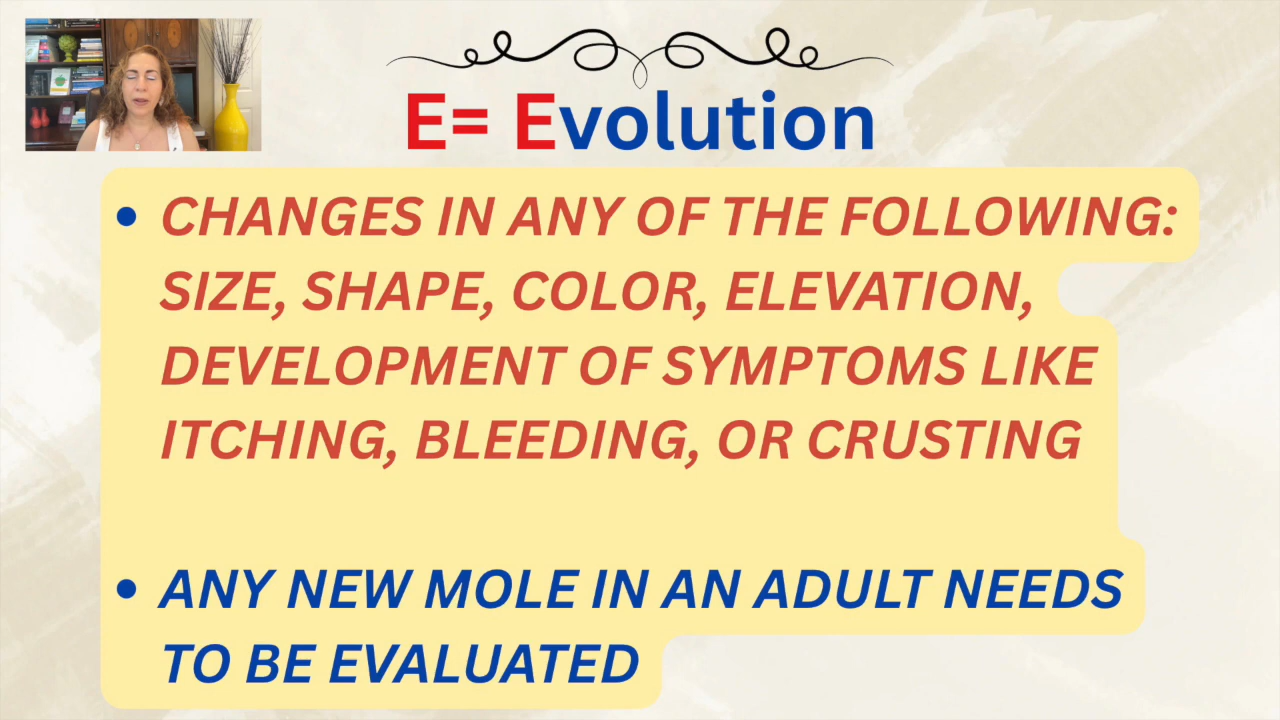 E= Evolution
CHANGES IN ANY OF THE FOLLOWING:
SIZE, SHAPE, COLOR, ELEVATION,
DEVELOPMENT OF SYMPTOMS LIKE
ITCHING, BLEEDING, OR CRUSTING
ANY NEW MOLE IN AN ADULT NEEDS
TO BE EVALUATED